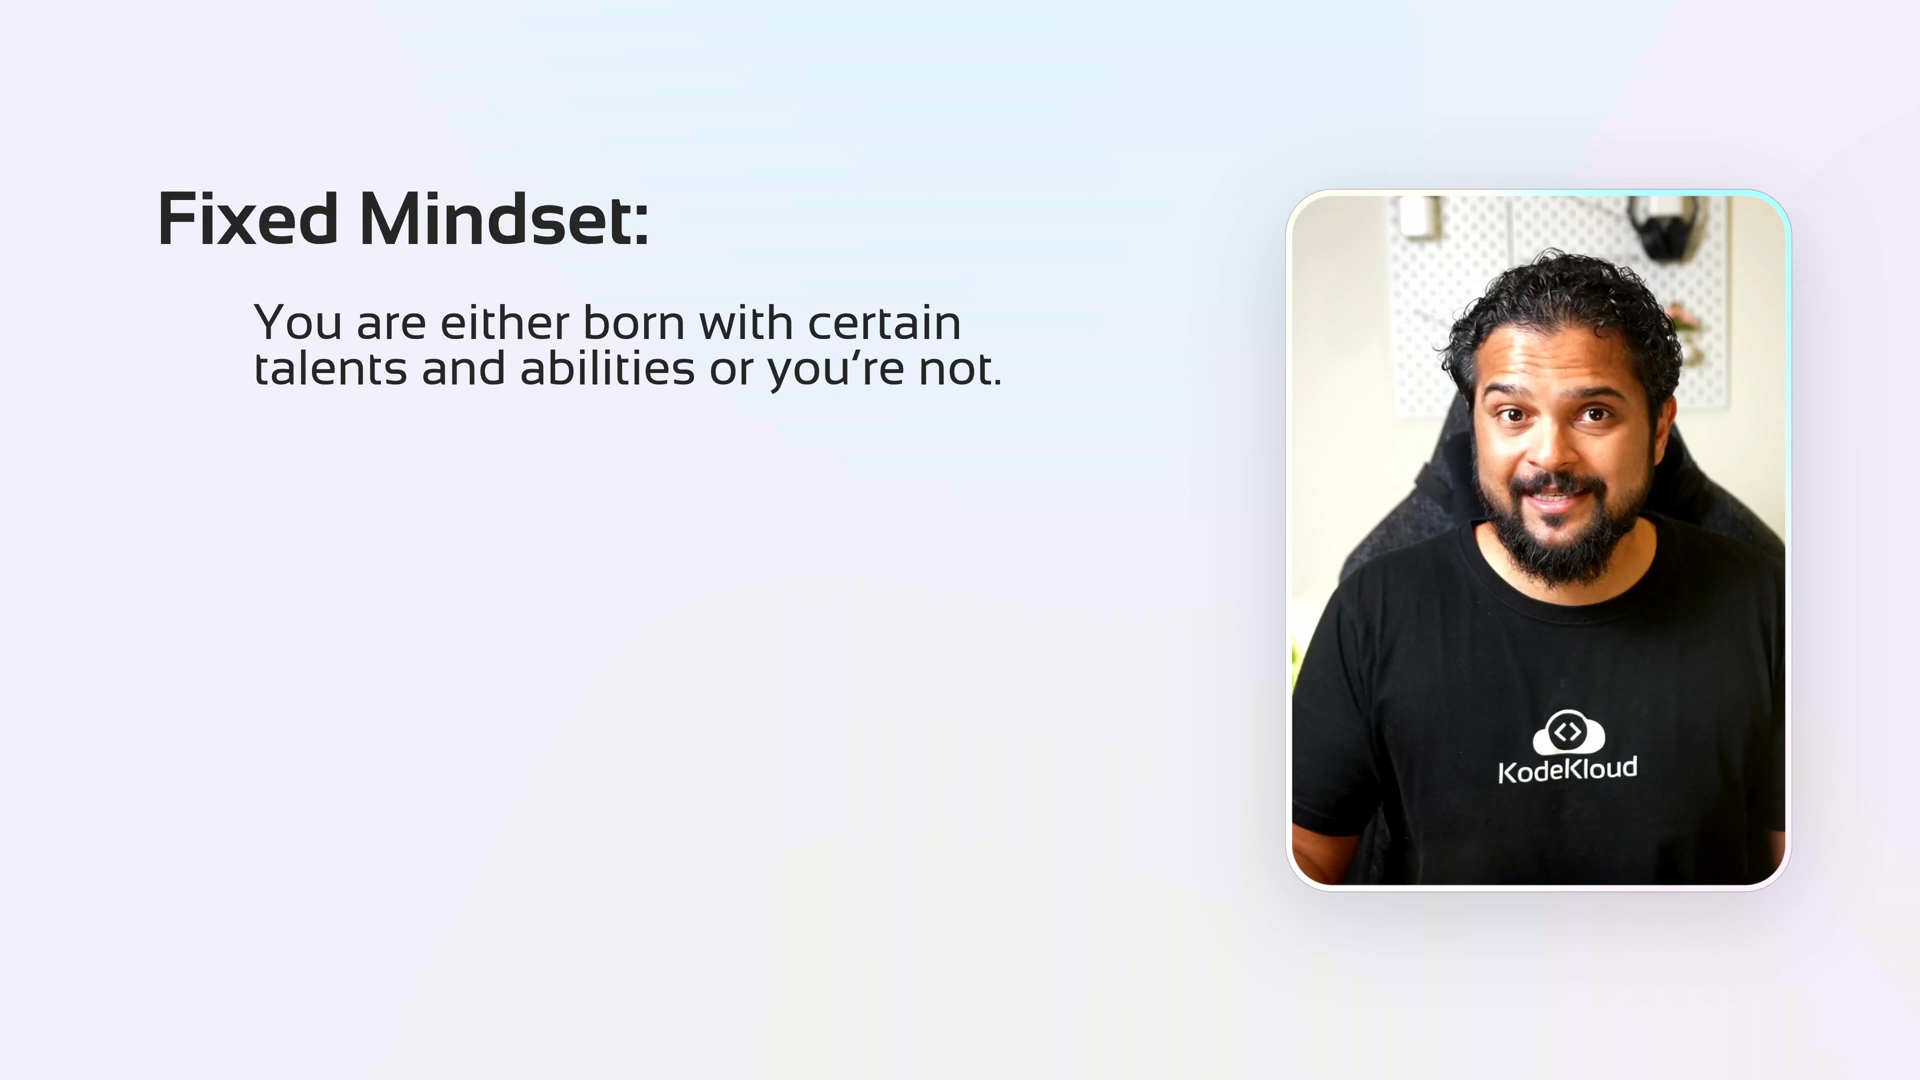 Fixed Mindset:
You are either born with certain
talents and abilities or you’re not.
KodeKloud